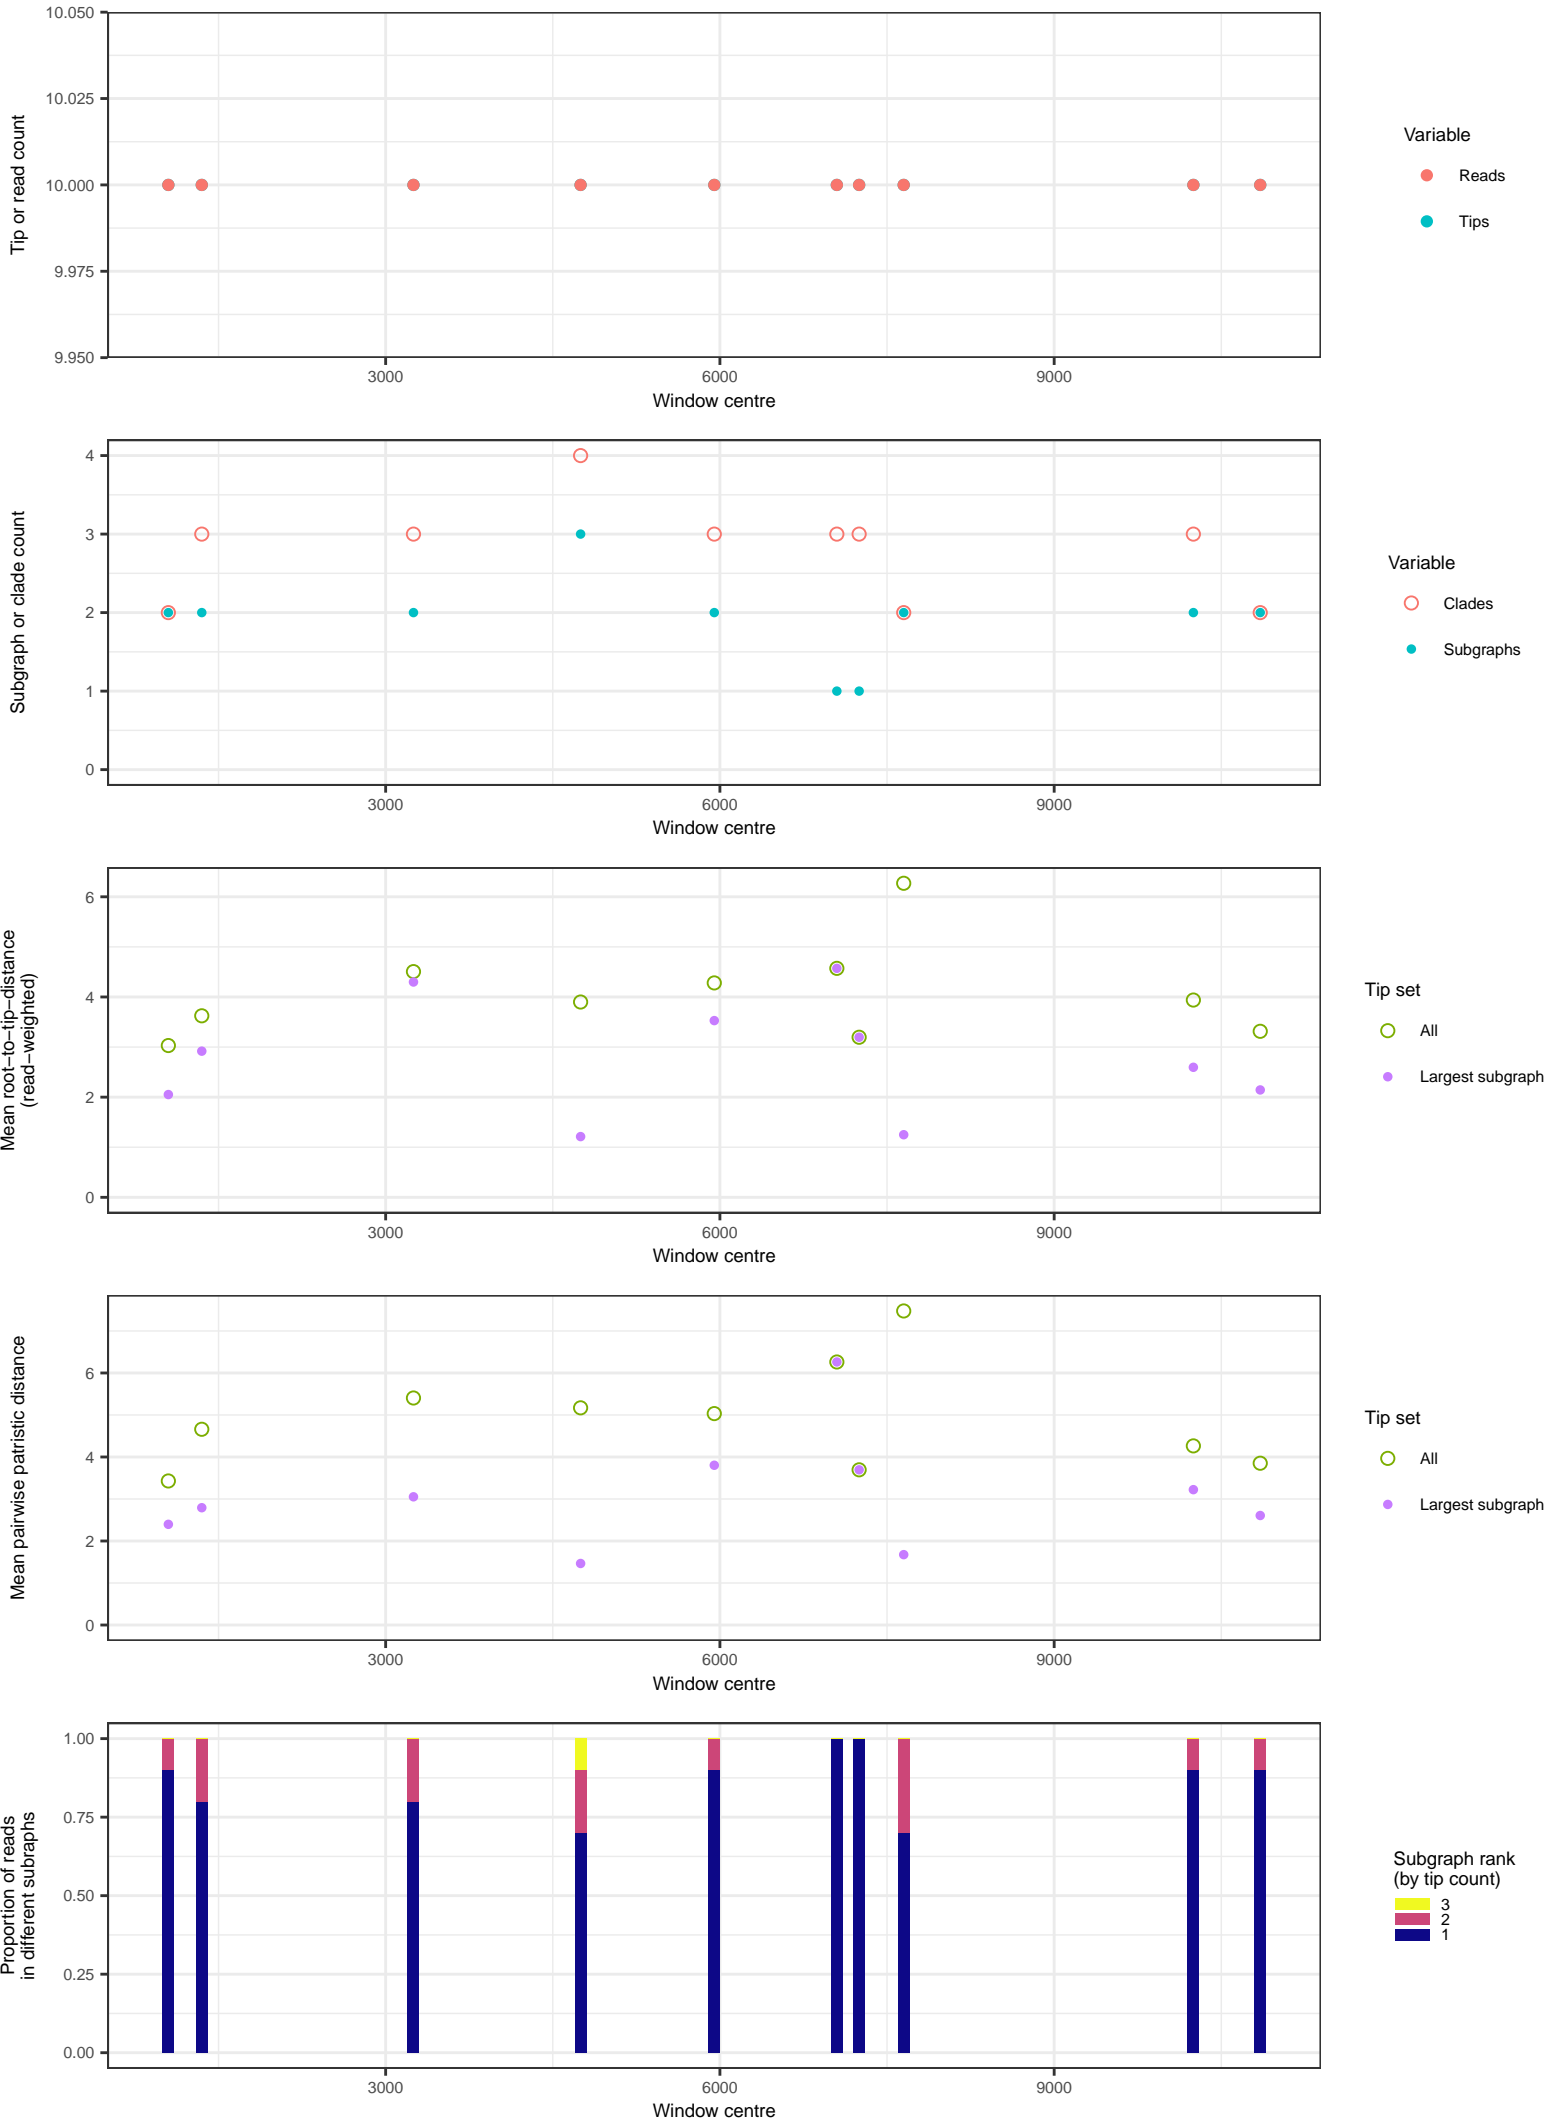 10.050
10.025
10.000
9.975
9.950
Tip or read count
3000
6000
9000
Window centre
Variable
Reads
Tips
4
3
2
1
0
Subgraph or clade count
3000
6000
9000
Window centre
Variable
Clades
Subgraphs
6
4
2
0
Mean root−to−tip−distance
(read−weighted)
3000
6000
9000
Window centre
Tip set
All
Largest subgraph
6
4
2
0
Mean pairwise patristic distance
3000
6000
9000
Window centre
Tip set
All
Largest subgraph
1.00
0.75
0.50
0.25
0.00
Proportion of reads
in different subraphs
3000
6000
9000
Window centre
Subgraph rank
(by tip count)
3
2
1